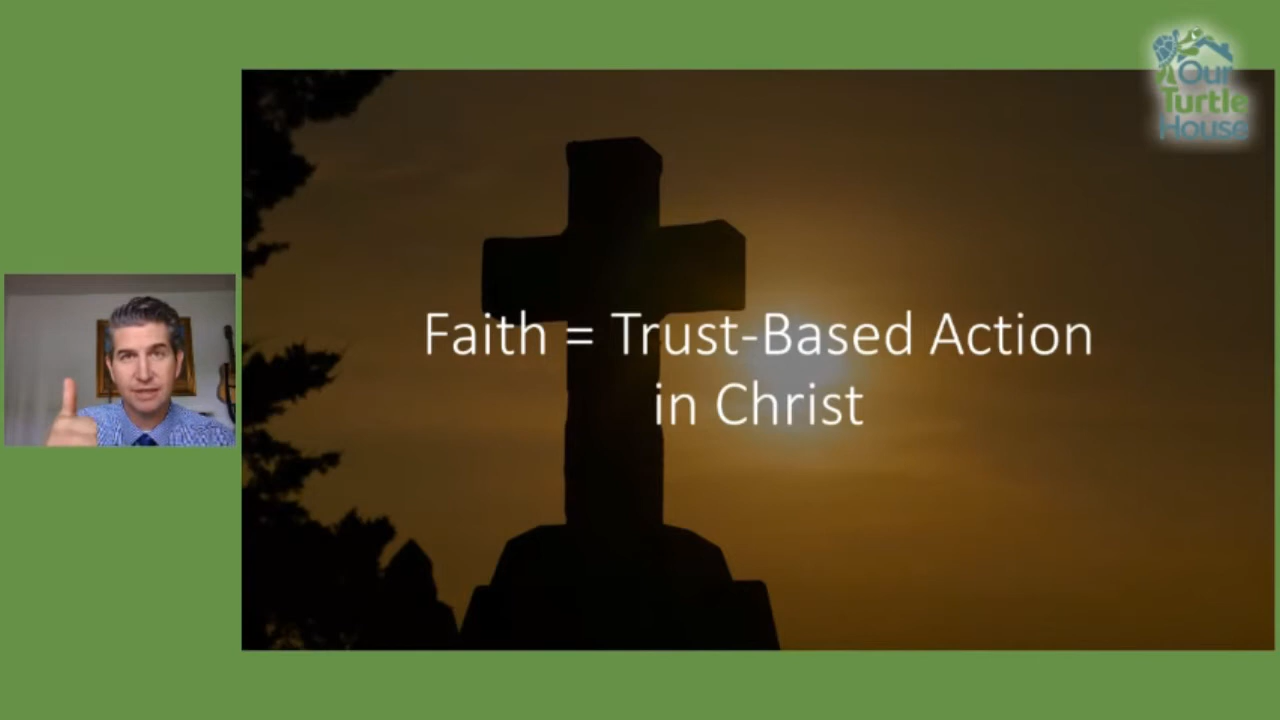 Our
Turtle
House
Faith = Trust-Based Action
in Christ